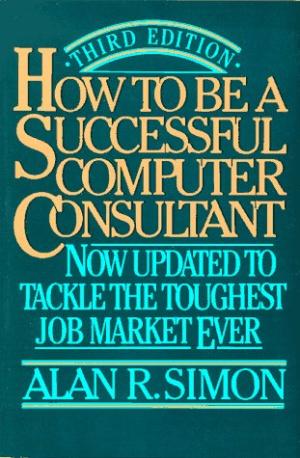 ·THIRD EDITION·
HOW TO BE A
SUCCESSFUL
COMPUTER
CONSULTANT
NOW UPDATED TO
TACKLE THE TOUGHEST
JOB MARKET EVER
ALAN R. SIMON